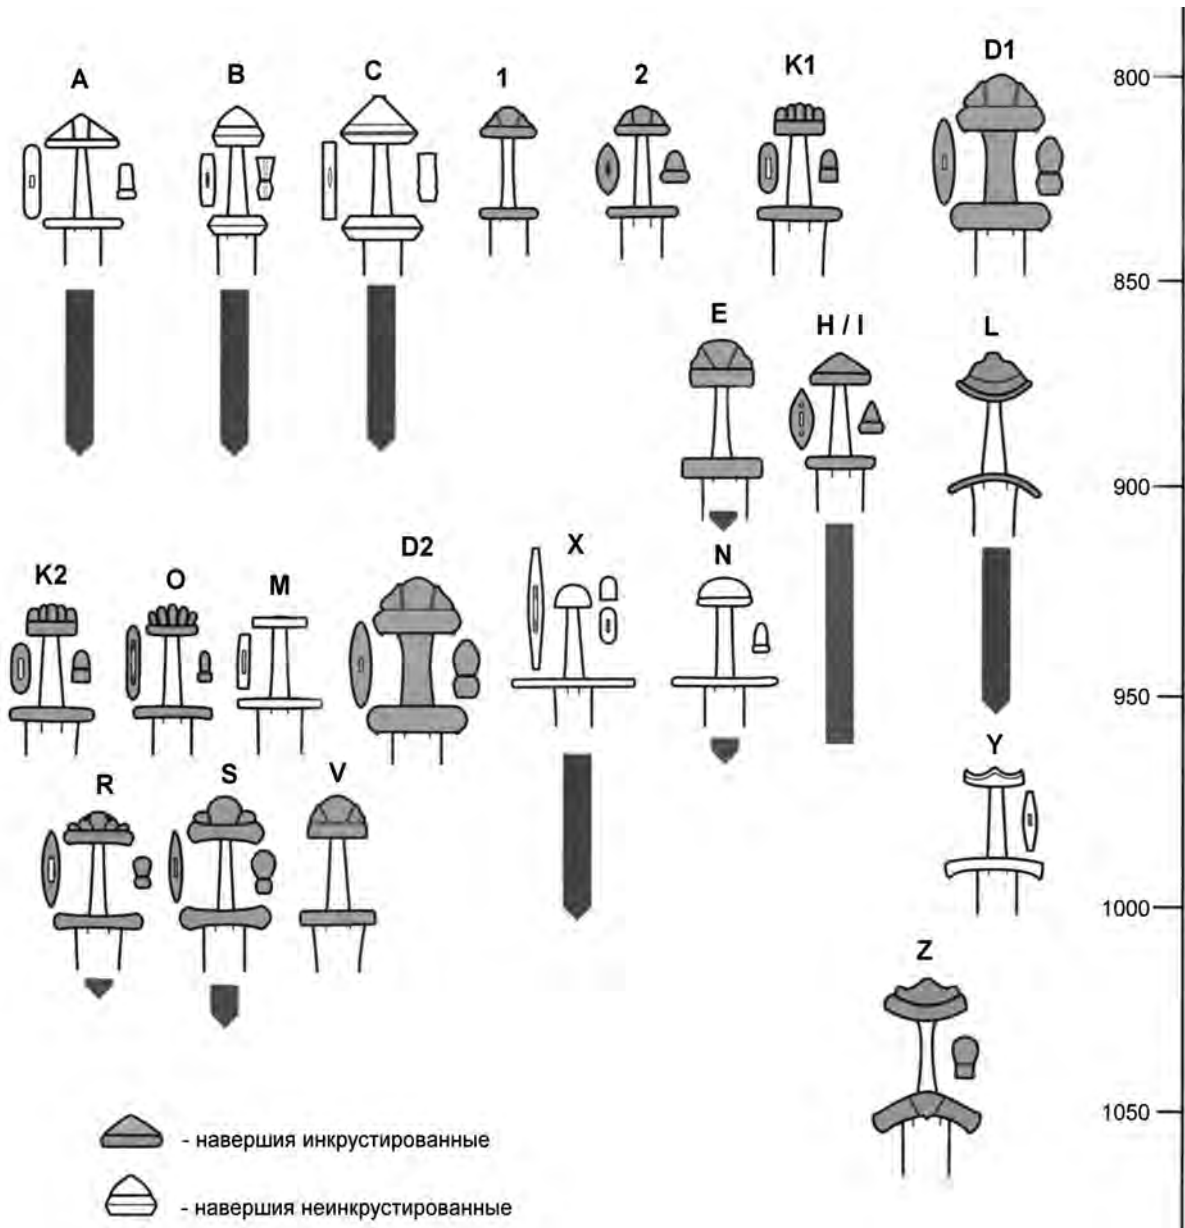 A B C 1 2 K1 D1
800
850
E H / I L
900
K2 O M D2 X N
950
R S V Y
1000
Z
1050
- навершия инкрустированные
- навершия неинкрустированные